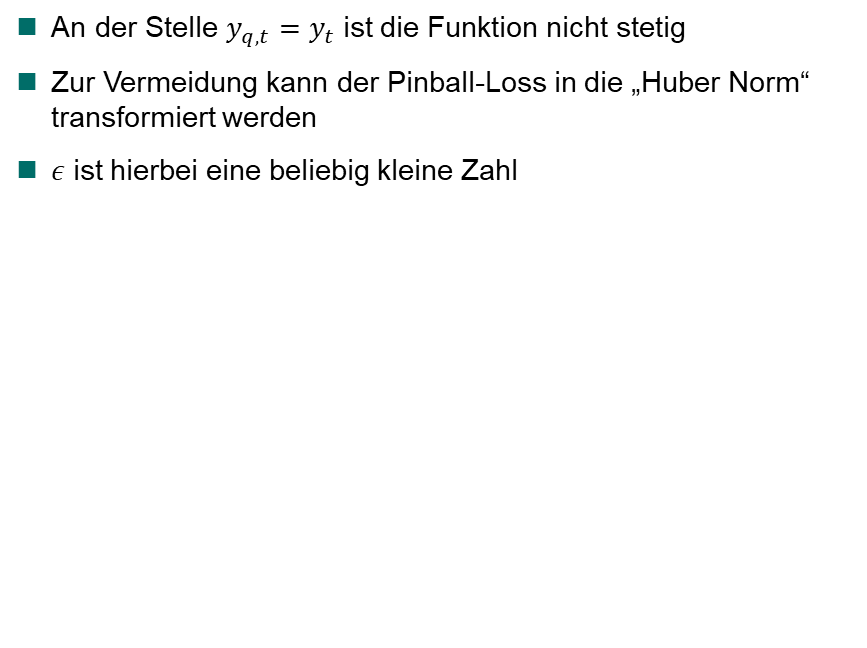 An der Stelle y_{q,t} = y_t ist die Funktion nicht stetig
Zur Vermeidung kann der Pinball-Loss in die „Huber Norm“
transformiert werden
ϵ ist hierbei eine beliebig kleine Zahl